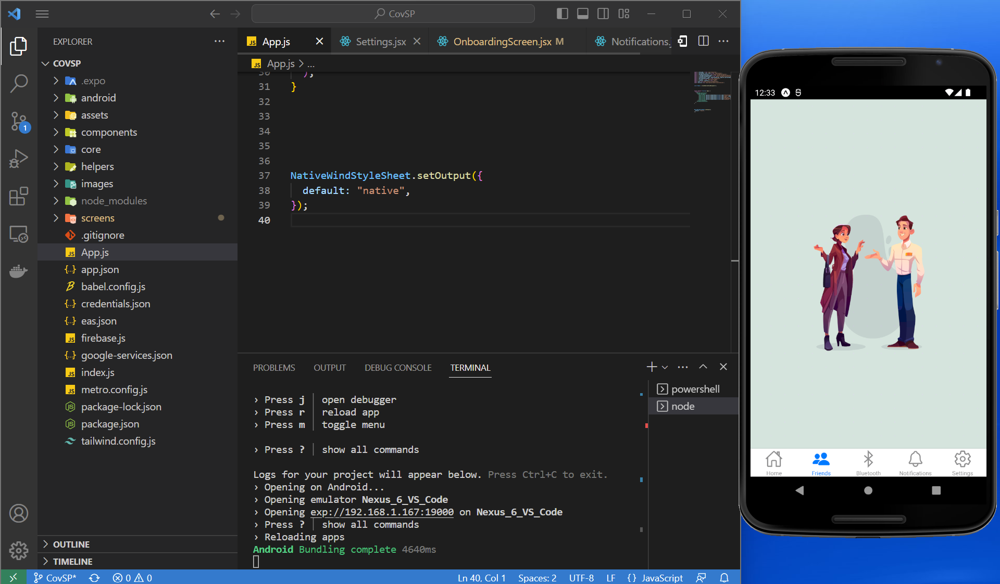 CovSP
EXPLORER
COVSP
.expo
android
assets
components
core
helpers
images
node_modules
screens
.gitignore
App.js
app.json
babel.config.js
credentials.json
eas.json
firebase.js
google-services.json
index.js
metro.config.js
package-lock.json
package.json
tailwind.config.js
OUTLINE
TIMELINE
1
JS App.js
Settings.jsx
OnboardingScreen.jsx M
Notifications.
JS App.js > ...
30 );
31 }
32
33
34
35
36
37 NativeWindStyleSheet.setOutput({
38 default: "native",
39 });
40
PROBLEMS OUTPUT DEBUG CONSOLE TERMINAL
› Press j │ open debugger
› Press r │ reload app
› Press m │ toggle menu
› Press ? │ show all commands
Logs for your project will appear below. Press Ctrl+C to exit.
› Opening on Android...
› Opening emulator Nexus_6_VS_Code
› Opening exp://192.168.1.167:19000 on Nexus_6_VS_Code
› Press ? │ show all commands
› Reloading apps
Android Bundling complete 4640ms
powershell
node
CovSP* 0 0 Ln 40, Col 1 Spaces: 2 UTF-8 LF {} JavaScript
12:33
Home Friends Bluetooth Notifications Settings